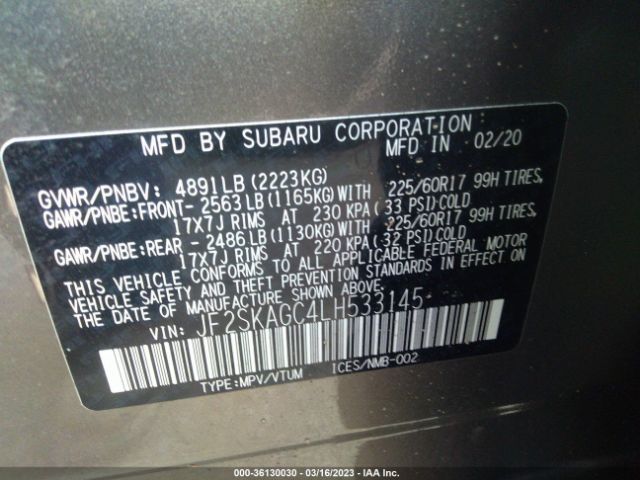 MFD BY SUBARU CORPORATION
MFD IN 02/20
GVWR/PNBV: 4891LB(2223KG)
GAWR/PNBE:FRONT- 2563LB(1165KG)WITH 225/60R17 99H TIRES,
17X7J RIMS AT 230 KPA(33 PSI)COLD
GAWR/PNBE:REAR - 2486LB(1130KG)WITH 225/60R17 99H TIRES,
17X7J RIMS AT 220 KPA(32 PSI)COLD
THIS VEHICLE CONFORMS TO ALL APPLICABLE FEDERAL MOTOR
VEHICLE SAFETY AND THEFT PREVENTION STANDARDS IN EFFECT ON
THE DATE OF MANUFACTURE SHOWN ABOVE.
VIN: JF2SKAGC4LH533145
TYPE:MPV/VTUM ICES/NMB-002
000-36130030 - 03/16/2023 - IAA Inc.